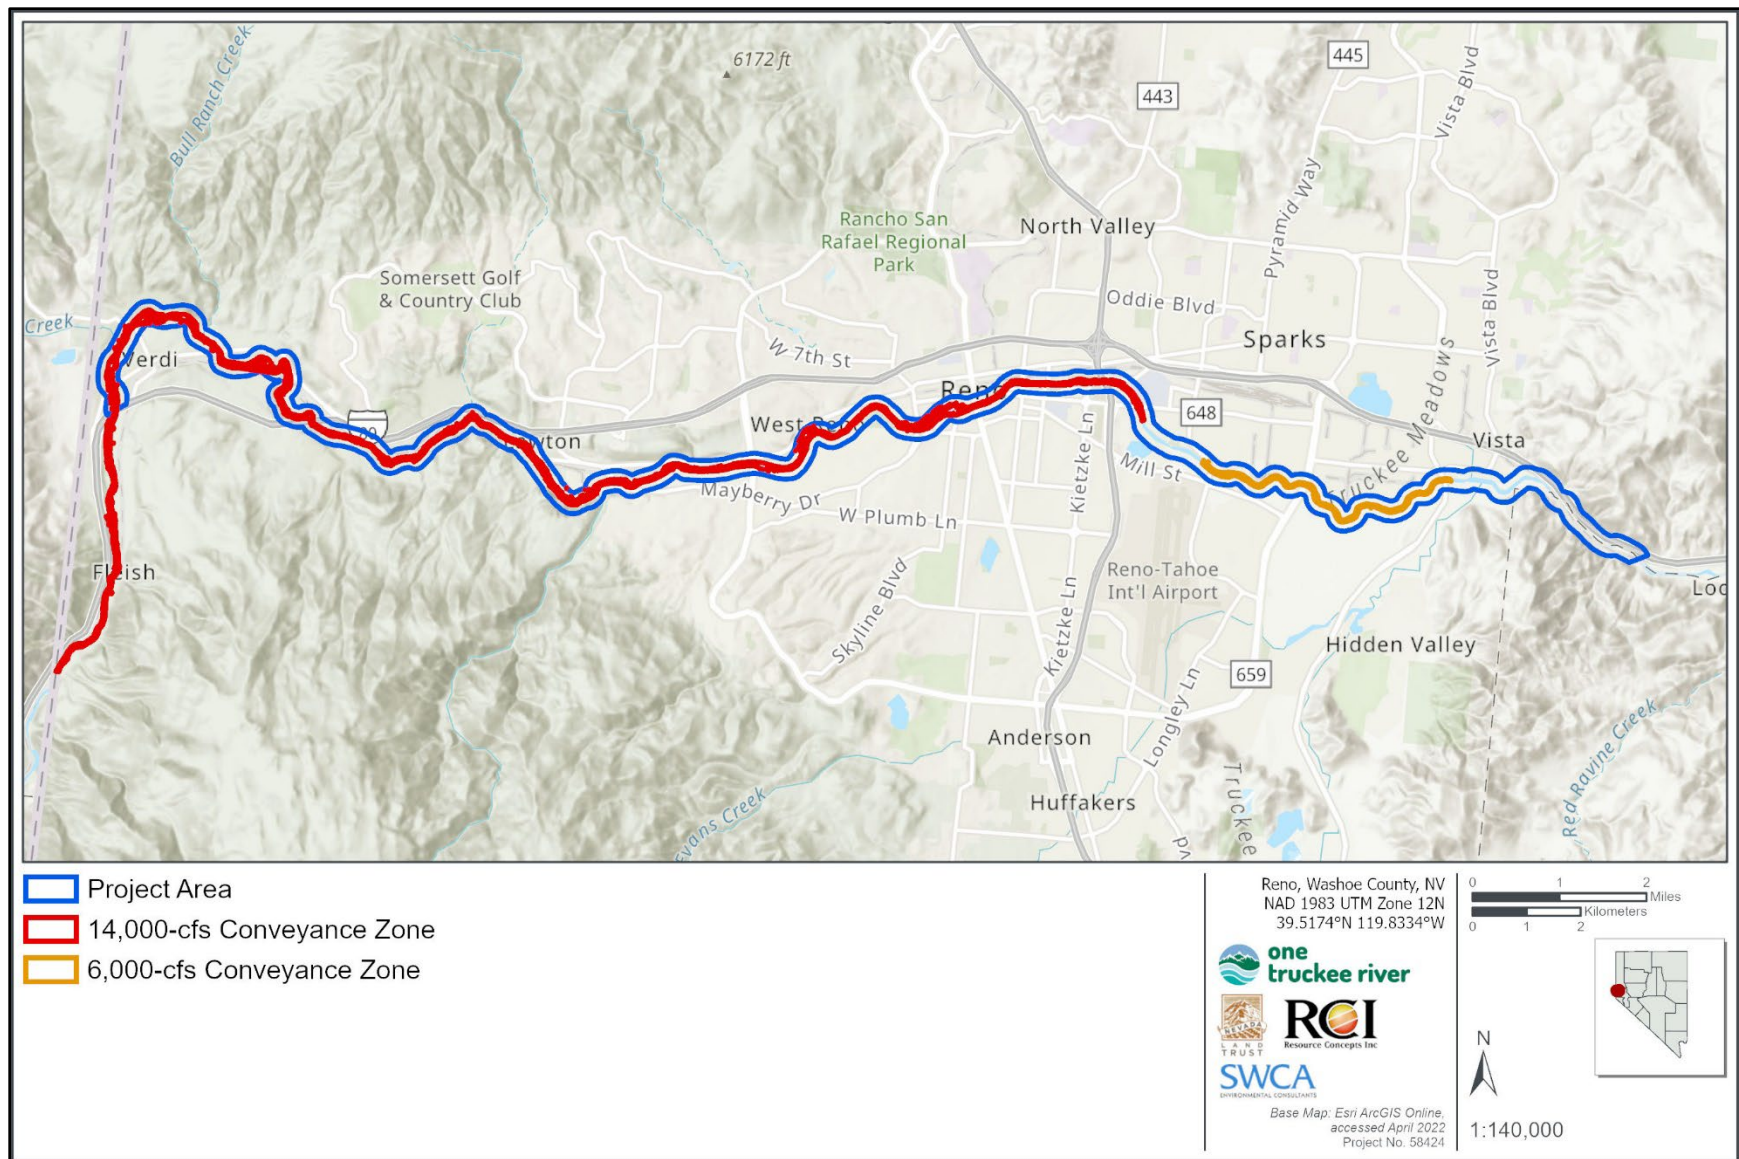 Bull Ranch Creek
6172 ft
443
445
Vista Blvd
Pyramid Way
Rancho San
Rafael Regional
Park
North Valley
Somersett Golf
& Country Club
Oddie Blvd
Sparks
Vista Blvd
Creek
Verdi
W 7th St
Reno
West Reno
648
Truckee Meadows
Vista
80
Lawton
Mill St
Mayberry Dr
W Plumb Ln
Kietzke Ln
Fleish
Skyline Blvd
Kietzke Ln
Reno-Tahoe
Int'l Airport
Loc
Hidden Valley
659
Longley Ln
Anderson
Huffakers
Evans Creek
Truckee
Red Ravine Creek
Project Area
14,000-cfs Conveyance Zone
6,000-cfs Conveyance Zone
Reno, Washoe County, NV
NAD 1983 UTM Zone 12N
39.5174°N 119.8334°W
one
truckee river
NEVADA
LAND
TRUST
RCI
Resource Concepts Inc
SWCA
ENVIRONMENTAL CONSULTANTS
Base Map: Esri ArcGIS Online,
accessed April 2022
Project No. 58424
0 1 2
Miles
Kilometers
0 1 2
N
1:140,000